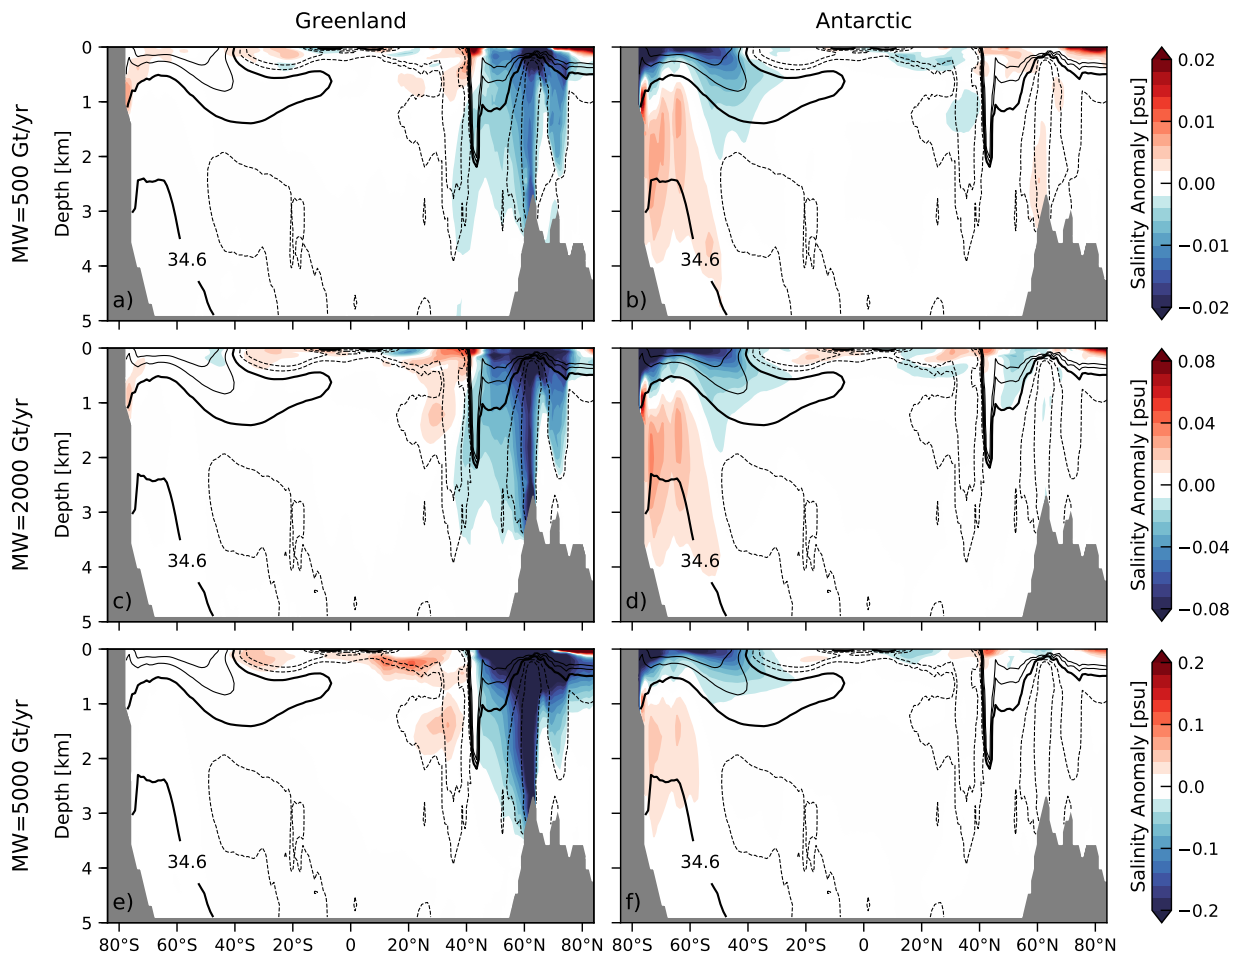 Greenland
Antarctic
MW=500 Gt/yr
Depth [km]
0
1
2
3
4
5
34.6
a)
34.6
b)
Salinity Anomaly [psu]
0.02
0.01
0.00
−0.01
−0.02
MW=2000 Gt/yr
Depth [km]
0
1
2
3
4
5
34.6
c)
34.6
d)
Salinity Anomaly [psu]
0.08
0.04
0.00
−0.04
−0.08
MW=5000 Gt/yr
Depth [km]
0
1
2
3
4
5
34.6
e)
34.6
f)
Salinity Anomaly [psu]
0.2
0.1
0.0
−0.1
−0.2
80°S 60°S 40°S 20°S 0 20°N 40°N 60°N 80°N
80°S 60°S 40°S 20°S 0 20°N 40°N 60°N 80°N